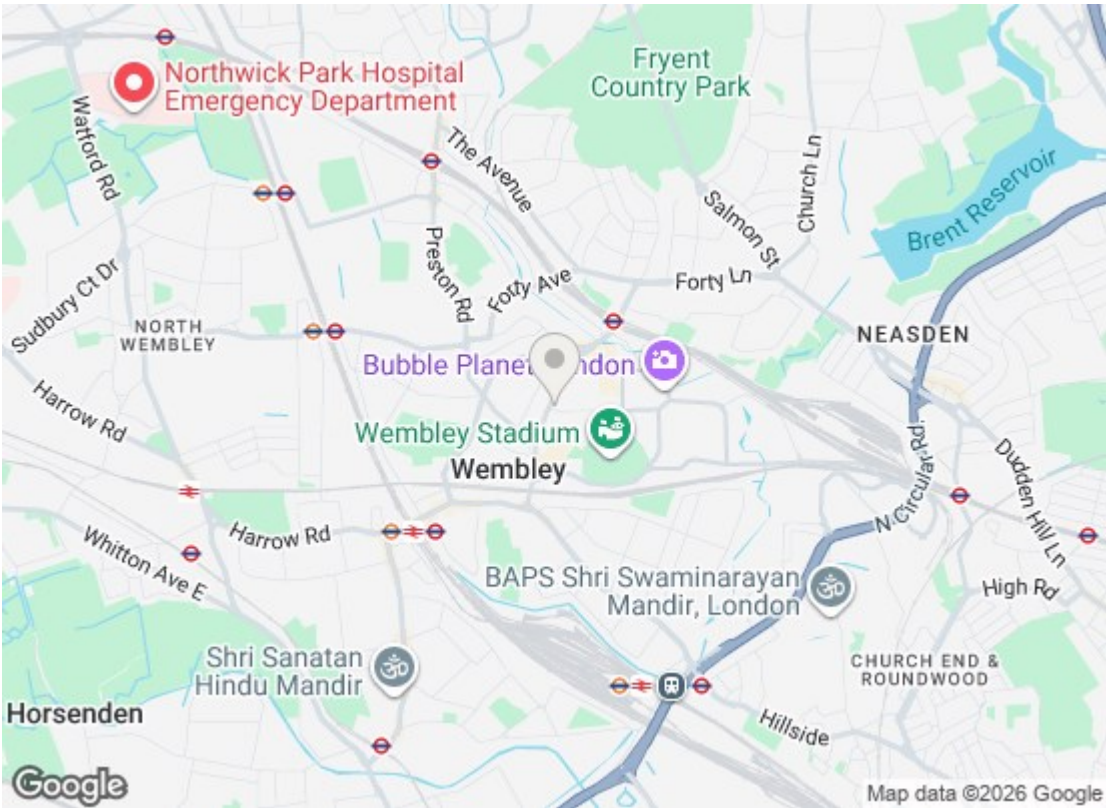 Northwick Park Hospital
Emergency Department
Fryent
Country Park
Watford Rd
The Avenue
Church Ln
Salmon St
Brent Reservoir
Preston Rd
Forty Ave
Forty Ln
Sudbury Ct Dr
NORTH
WEMBLEY
NEASDEN
Bubble Planet
ndon
Harrow Rd
Wembley Stadium
Wembley
N Circular Rd
Dudden Hill Ln
Harrow Rd
Whitton Ave E
BAPS Shri Swaminarayan
Mandir, London
High Rd
Shri Sanatan
Hindu Mandir
CHURCH END &
ROUNDWOOD
Horsenden
Hillside
Google
Map data ©2026 Google